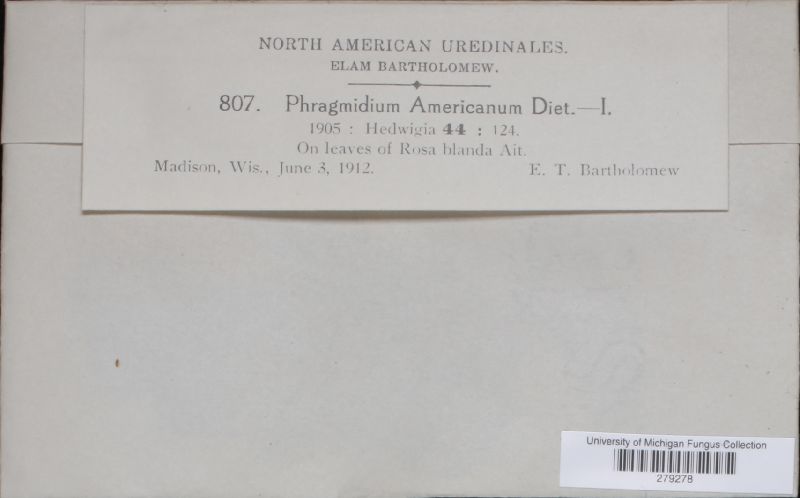 NORTH AMERICAN UREDINALES.
ELAM BARTHOLOMEW.
807. Phragmidium Americanum Diet.—I.
1905 : Hedwigia 44 : 124.
On leaves of Rosa blanda Ait.
Madison, Wis., June 3, 1912. E. T. Bartholomew
University of Michigan Fungus Collection
279278